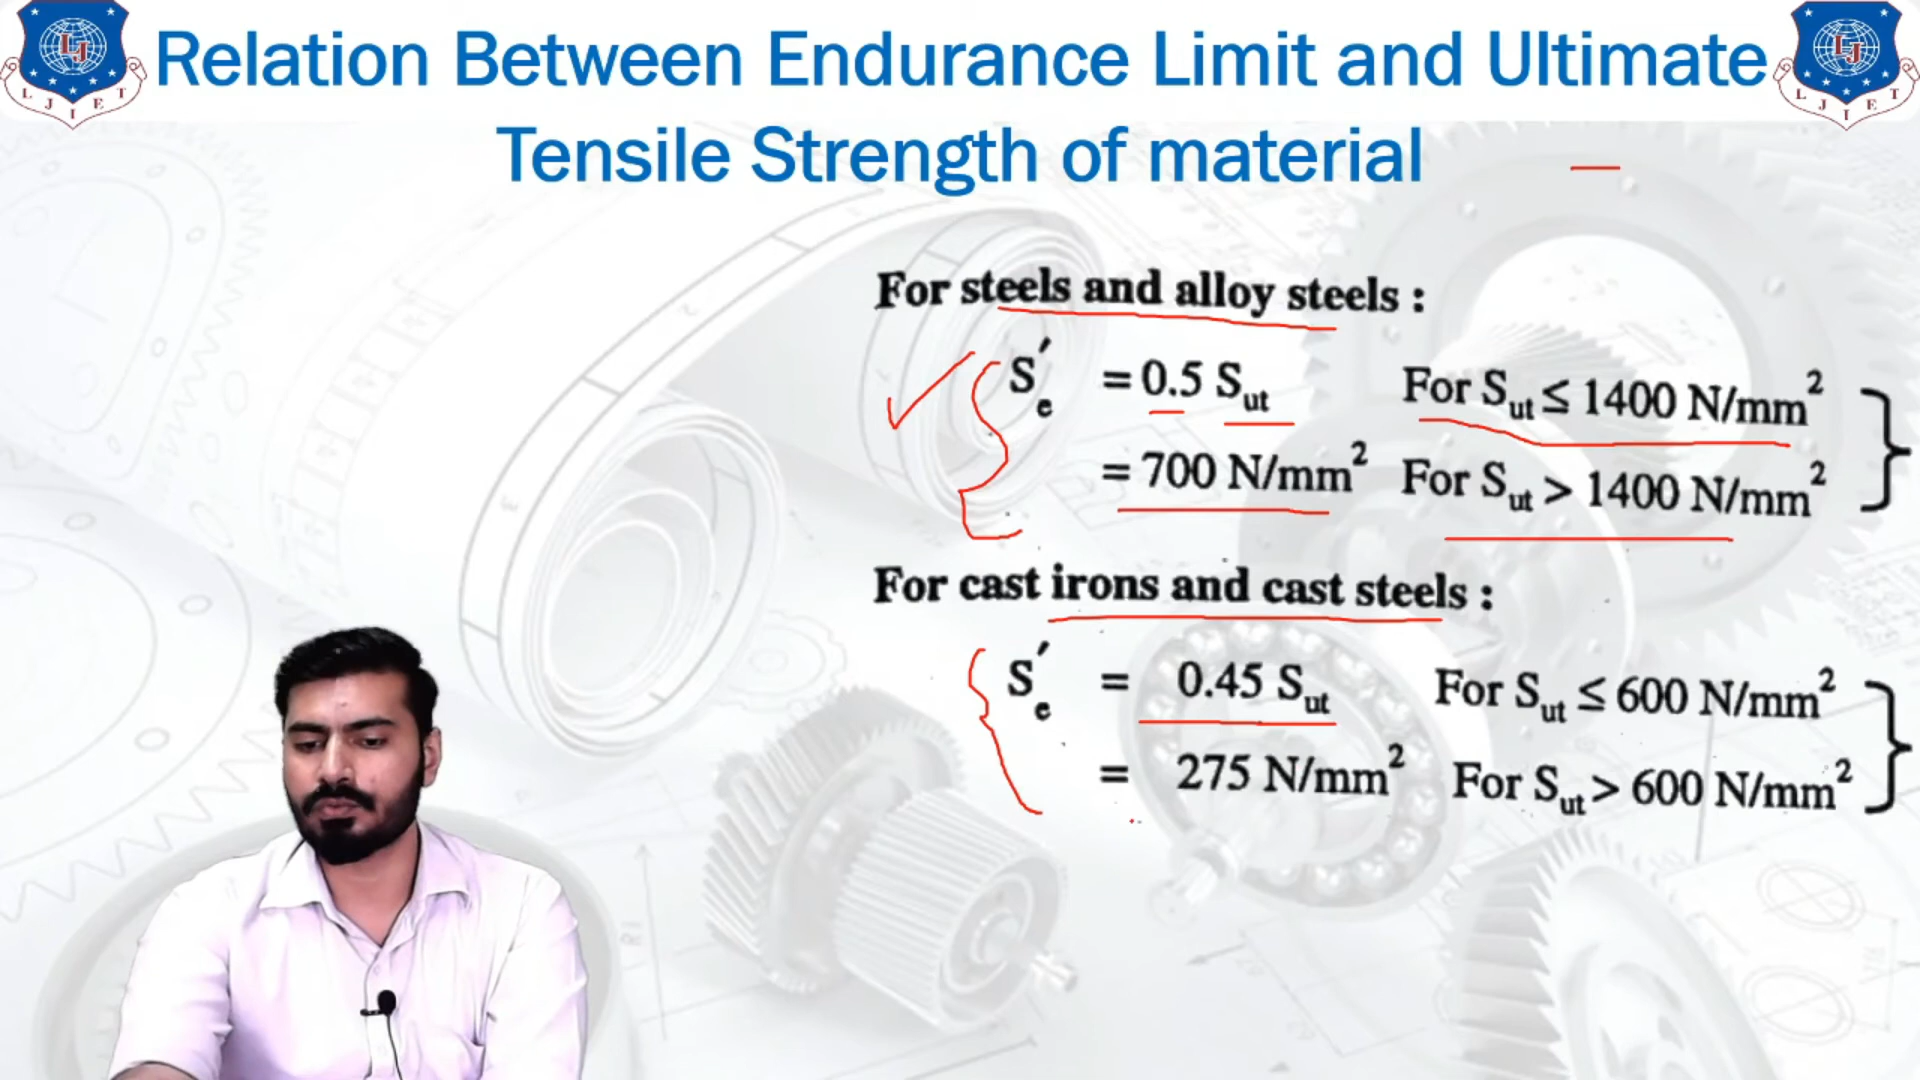 Relation Between Endurance Limit and Ultimate
Tensile Strength of material
LJ
L J I E T
LJ
L J I E T
For steels and alloy steels :
S′e = 0.5 Sut For Sut ≤ 1400 N/mm²
= 700 N/mm² For Sut > 1400 N/mm²
For cast irons and cast steels :
S′e = 0.45 Sut For Sut ≤ 600 N/mm²
= 275 N/mm² For Sut > 600 N/mm²